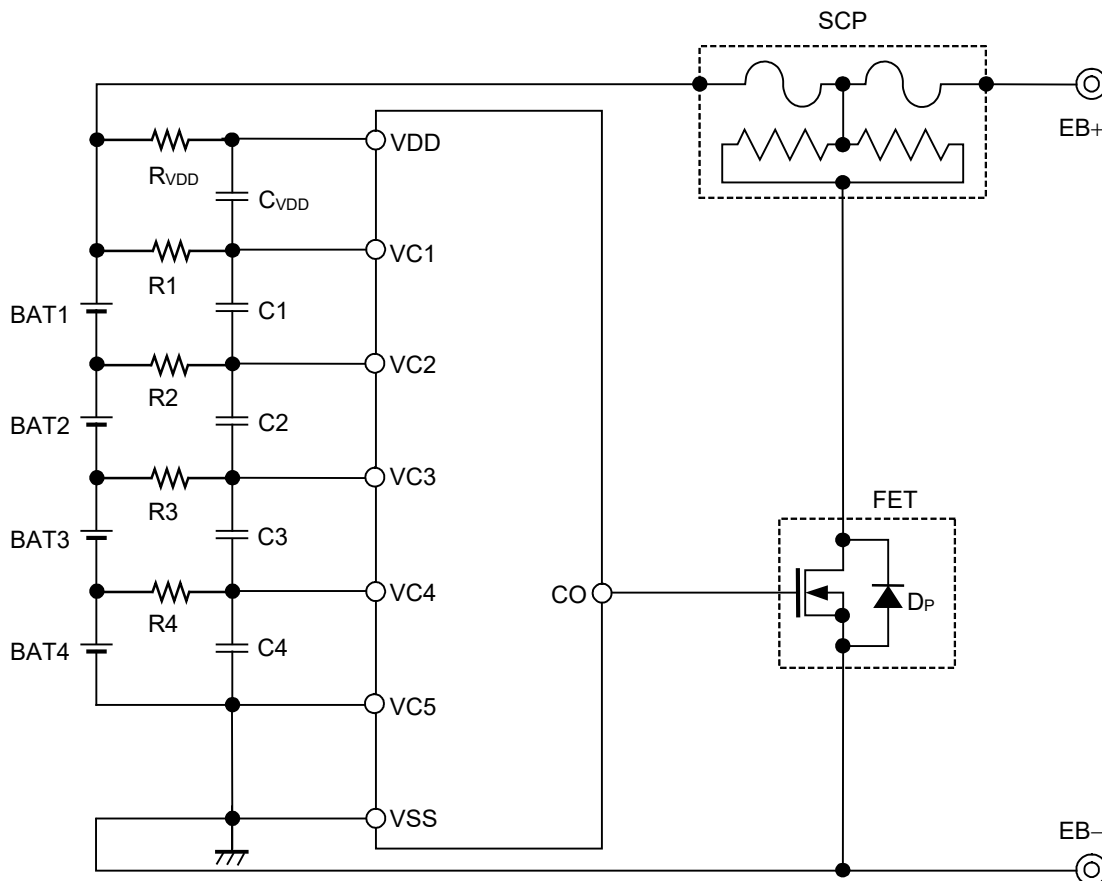 SCP
EB+
VDD
RVDD
CVDD
VC1
R1
BAT1
C1
VC2
R2
BAT2
C2
VC3
R3
FET
BAT3
C3
CO
VC4
DP
R4
BAT4
C4
VC5
VSS
EB−